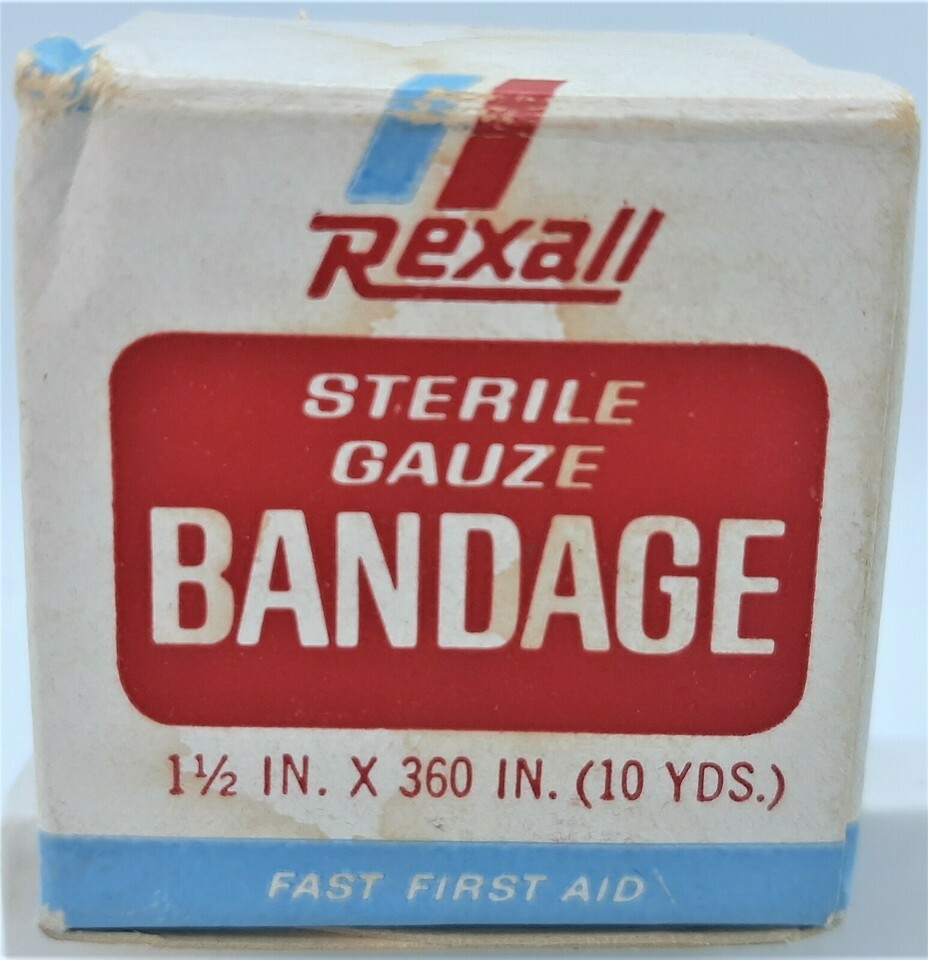 Rexall
STERILE
GAUZE
BANDAGE
1½ IN. X 360 IN. (10 YDS.)
FAST FIRST AID